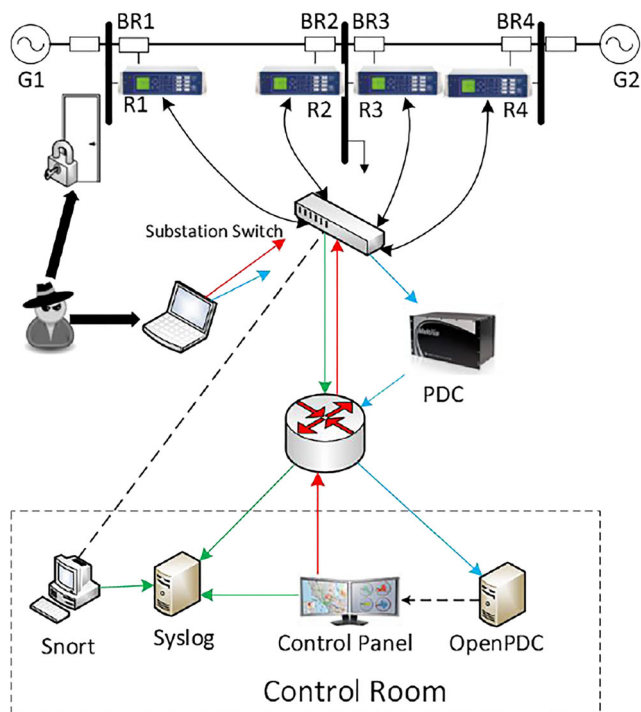 BR1 BR2 BR3 BR4
G1 G2
R1 R2 R3 R4
Substation Switch
PDC
Snort Syslog Control Panel OpenPDC
Control Room